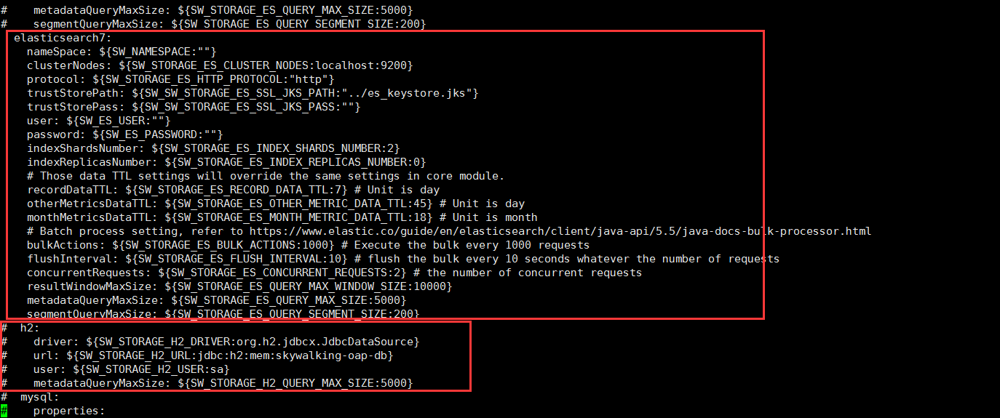 #    metadataQueryMaxSize: ${SW_STORAGE_ES_QUERY_MAX_SIZE:5000}
#    segmentQueryMaxSize: ${SW_STORAGE_ES_QUERY_SEGMENT_SIZE:200}
  elasticsearch7:
    nameSpace: ${SW_NAMESPACE:""}
    clusterNodes: ${SW_STORAGE_ES_CLUSTER_NODES:localhost:9200}
    protocol: ${SW_STORAGE_ES_HTTP_PROTOCOL:"http"}
    trustStorePath: ${SW_SW_STORAGE_ES_SSL_JKS_PATH:"../es_keystore.jks"}
    trustStorePass: ${SW_SW_STORAGE_ES_SSL_JKS_PASS:""}
    user: ${SW_ES_USER:""}
    password: ${SW_ES_PASSWORD:""}
    indexShardsNumber: ${SW_STORAGE_ES_INDEX_SHARDS_NUMBER:2}
    indexReplicasNumber: ${SW_STORAGE_ES_INDEX_REPLICAS_NUMBER:0}
    # Those data TTL settings will override the same settings in core module.
    recordDataTTL: ${SW_STORAGE_ES_RECORD_DATA_TTL:7} # Unit is day
    otherMetricsDataTTL: ${SW_STORAGE_ES_OTHER_METRIC_DATA_TTL:45} # Unit is day
    monthMetricsDataTTL: ${SW_STORAGE_ES_MONTH_METRIC_DATA_TTL:18} # Unit is month
    # Batch process setting, refer to https://www.elastic.co/guide/en/elasticsearch/client/java-api/5.5/java-docs-bulk-processor.html
    bulkActions: ${SW_STORAGE_ES_BULK_ACTIONS:1000} # Execute the bulk every 1000 requests
    flushInterval: ${SW_STORAGE_ES_FLUSH_INTERVAL:10} # flush the bulk every 10 seconds whatever the number of requests
    concurrentRequests: ${SW_STORAGE_ES_CONCURRENT_REQUESTS:2} # the number of concurrent requests
    resultWindowMaxSize: ${SW_STORAGE_ES_QUERY_MAX_WINDOW_SIZE:10000}
    metadataQueryMaxSize: ${SW_STORAGE_ES_QUERY_MAX_SIZE:5000}
    segmentQueryMaxSize: ${SW_STORAGE_ES_QUERY_SEGMENT_SIZE:200}
#  h2:
#    driver: ${SW_STORAGE_H2_DRIVER:org.h2.jdbcx.JdbcDataSource}
#    url: ${SW_STORAGE_H2_URL:jdbc:h2:mem:skywalking-oap-db}
#    user: ${SW_STORAGE_H2_USER:sa}
#    metadataQueryMaxSize: ${SW_STORAGE_H2_QUERY_MAX_SIZE:5000}
#  mysql:
#    properties: